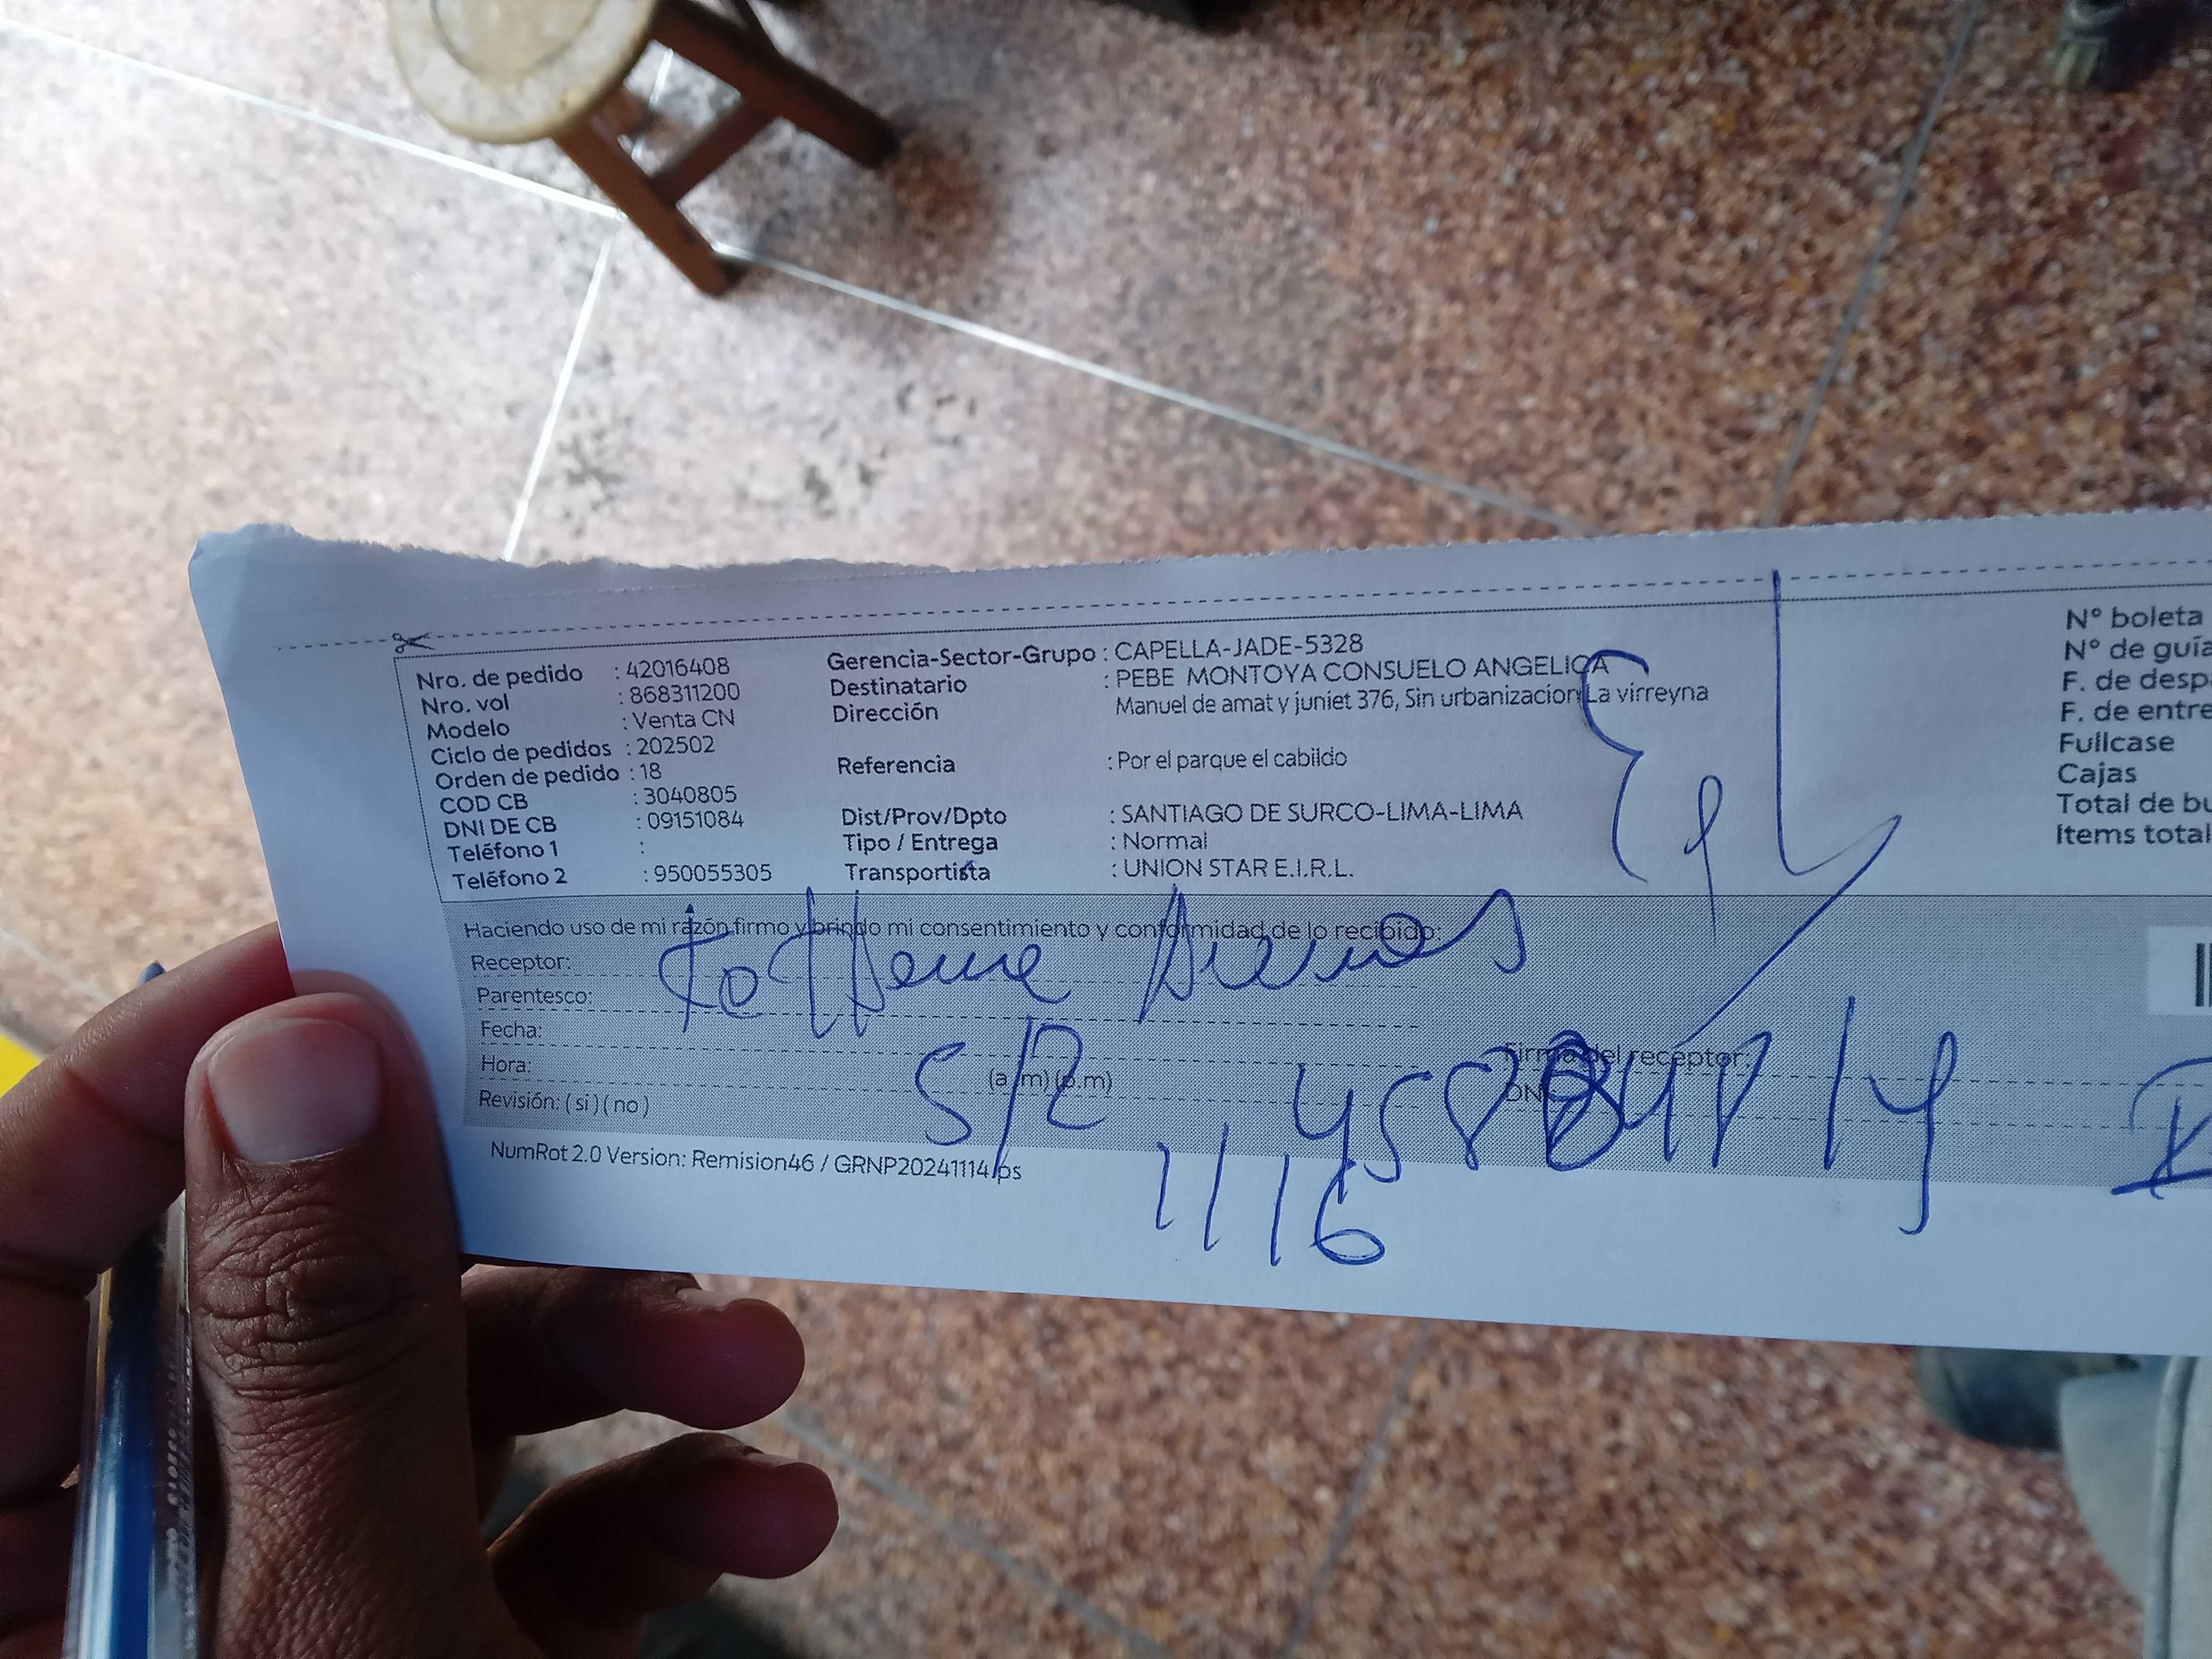 Nro. de pedido : 42016408
Nro. vol : 868311200
Modelo : Venta CN
Ciclo de pedidos : 202502
Orden de pedido : 18
COD CB : 3040805
DNI DE CB : 09151084
Teléfono 1 :
Teléfono 2 : 950055305
Gerencia-Sector-Grupo : CAPELLA-JADE-5328
Destinatario : PEBE MONTOYA CONSUELO ANGELICA
Dirección Manuel de amat y juniet 376, Sin urbanizacion La virreyna
Referencia : Por el parque el cabildo
Dist/Prov/Dpto : SANTIAGO DE SURCO-LIMA-LIMA
Tipo / Entrega : Normal
Transportista : UNION STAR E.I.R.L.
N° boleta
N° de guía
F. de desp
F. de entre
Fullcase
Cajas
Total de bu
Items total
Haciendo uso de mi razón firmo y brindo mi consentimiento y conformidad de lo recibido:
Receptor:
Parentesco:
Fecha:
Hora: (a.m) (p.m)
Revisión: ( si ) ( no )
Firma del receptor:
DNI
5/2
11 16
NumRot 2.0 Version: Remision46 / GRNP20241114.ps